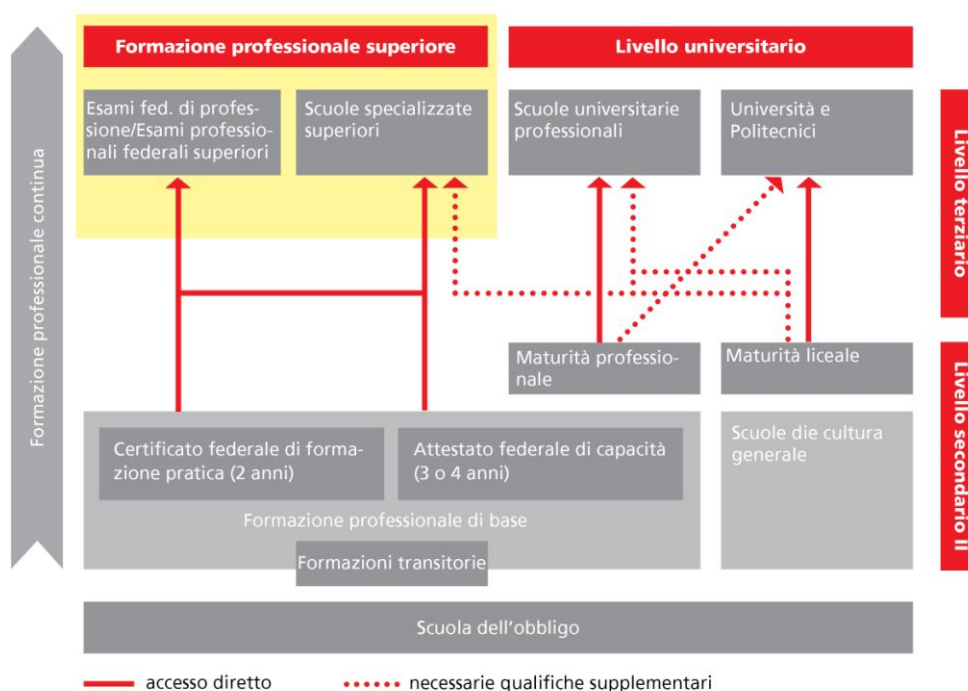 Formazione professionale superiore
Livello universitario
Esami fed. di profes-
sione/Esami professio-
nali federali superiori
Scuole specializzate
superiori
Scuole universitarie
professionali
Università e
Politecnici
Livello terziario
Formazione professionale continua
Maturità professio-
nale
Maturità liceale
Livello secondario II
Certificato federale di forma-
zione pratica (2 anni)
Attestato federale di capacità
(3 o 4 anni)
Scuole die cultura
generale
Formazione professionale di base
Formazioni transitorie
Scuola dell'obbligo
accesso diretto
necessarie qualifiche supplementari